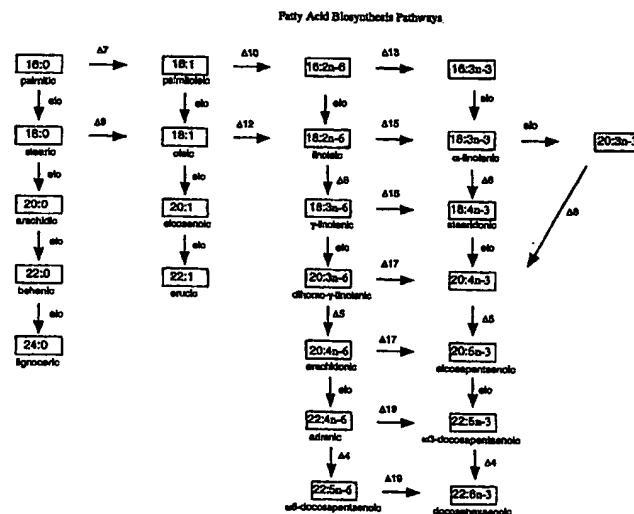 Fatty Acid Biosynthesis Pathways
Δ7 Δ10 Δ13
16:0 16:1 16:2n-6 16:3n-3
palmitic palmitoleic
elo elo elo
Δ9 Δ12 Δ15 elo
18:0 18:1 18:2n-6 18:3n-3 20:3n-3
stearic oleic linoleic α-linolenic
elo elo Δ6 Δ6
Δ15
20:0 20:1 18:3n-6 18:4n-3
arachidic eicosenoic γ-linolenic stearidonic
Δ8
elo elo elo elo
Δ17
22:0 22:1 20:3n-6 20:4n-3
behenic erucic dihomo-γ-linolenic
elo Δ5 Δ5
Δ17
24:0 20:4n-6 20:5n-3
lignoceric arachidonic eicosapentaenoic
elo elo
Δ19
22:4n-6 22:5n-3
adrenic ω3-docosapentaenoic
Δ4 Δ4
Δ19
22:5n-6 22:6n-3
ω6-docosapentaenoic docosahexaenoic